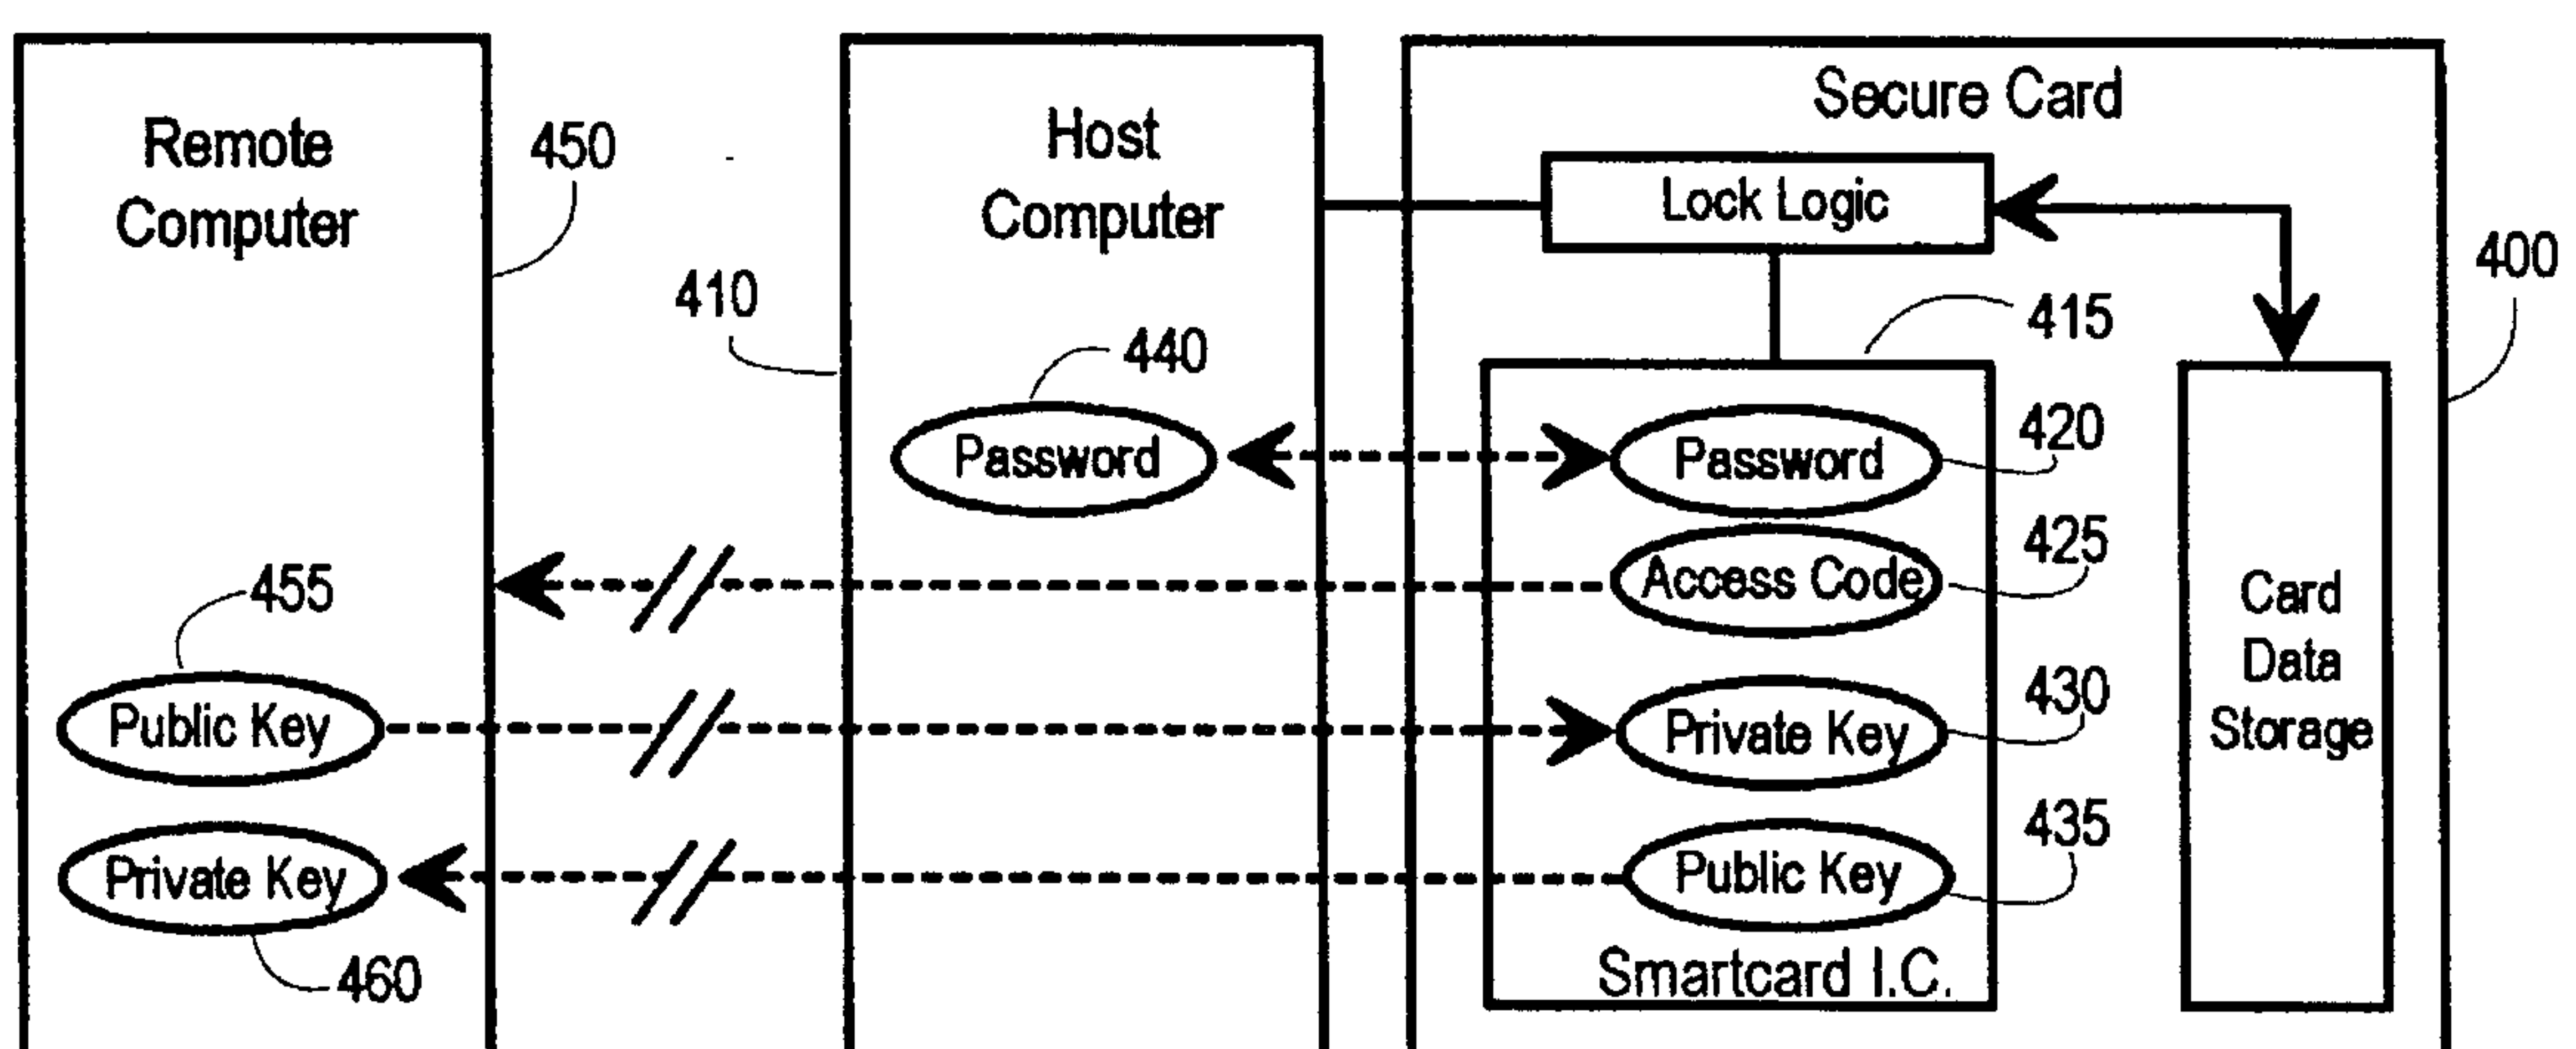 Remote
Computer
450
455
Public Key
Private Key
460
Host
Computer
410
440
Password
Secure Card
Lock Logic
400
415
Password
420
Access Code
425
Private Key
430
Public Key
435
Smartcard I.C.
Card
Data
Storage